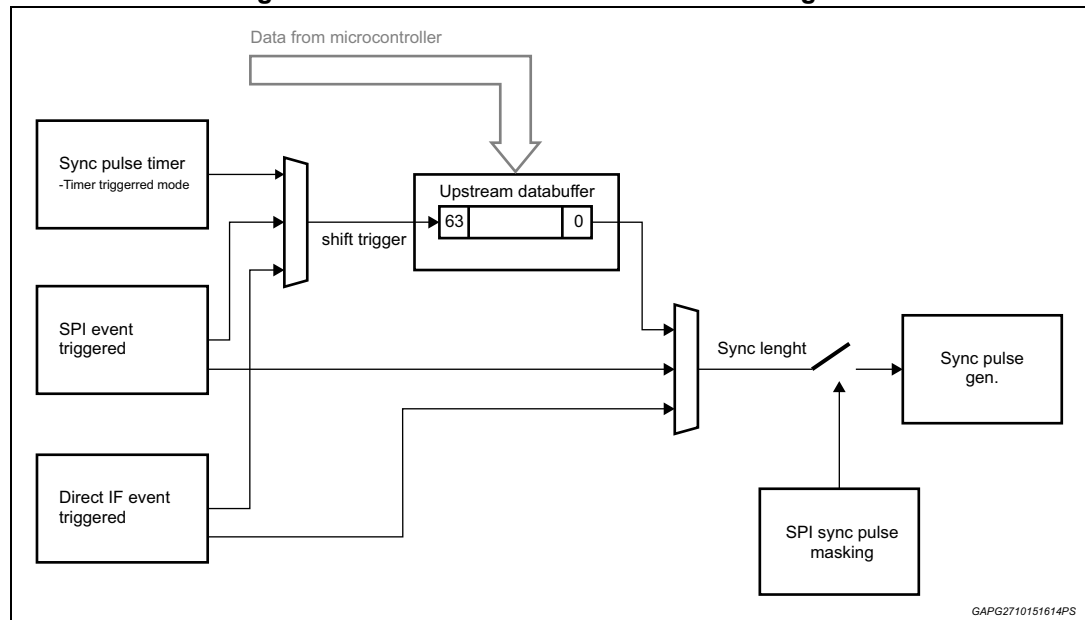 Data from microcontroller
Sync pulse timer
-Timer triggerred mode
Upstream databuffer
63
0
shift trigger
SPI event
triggered
Sync lenght
Sync pulse
gen.
Direct IF event
triggered
SPI sync pulse
masking
GAPG2710151614PS